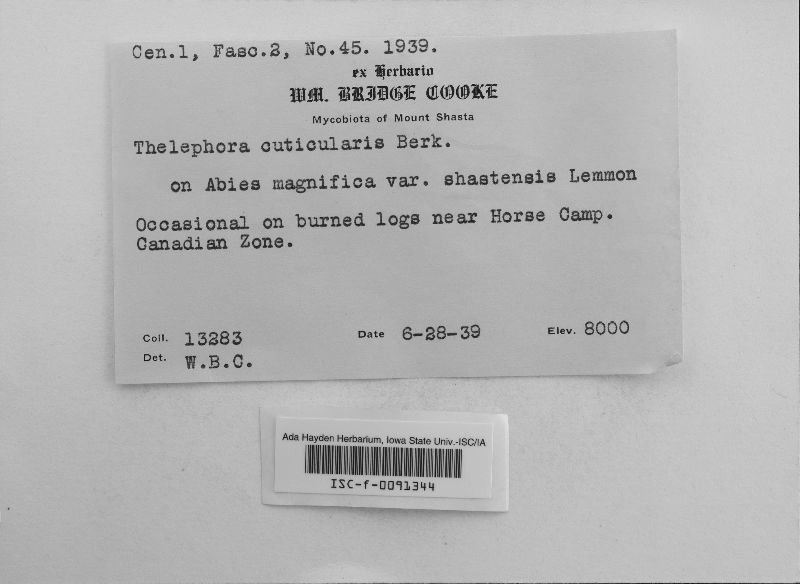 Cen.1, Fasc.2, No.45. 1939.
ex Herbario
WM. BRIDGE COOKE
Mycobiota of Mount Shasta
Thelephora cuticularis Berk.
on Abies magnifica var. shastensis Lemmon
Occasional on burned logs near Horse Camp.
Canadian Zone.
Coll. 13283 Date 6-28-39 Elev. 8000
Det. W.B.C.
Ada Hayden Herbarium, Iowa State Univ.-ISC/IA
ISC-f-0091344